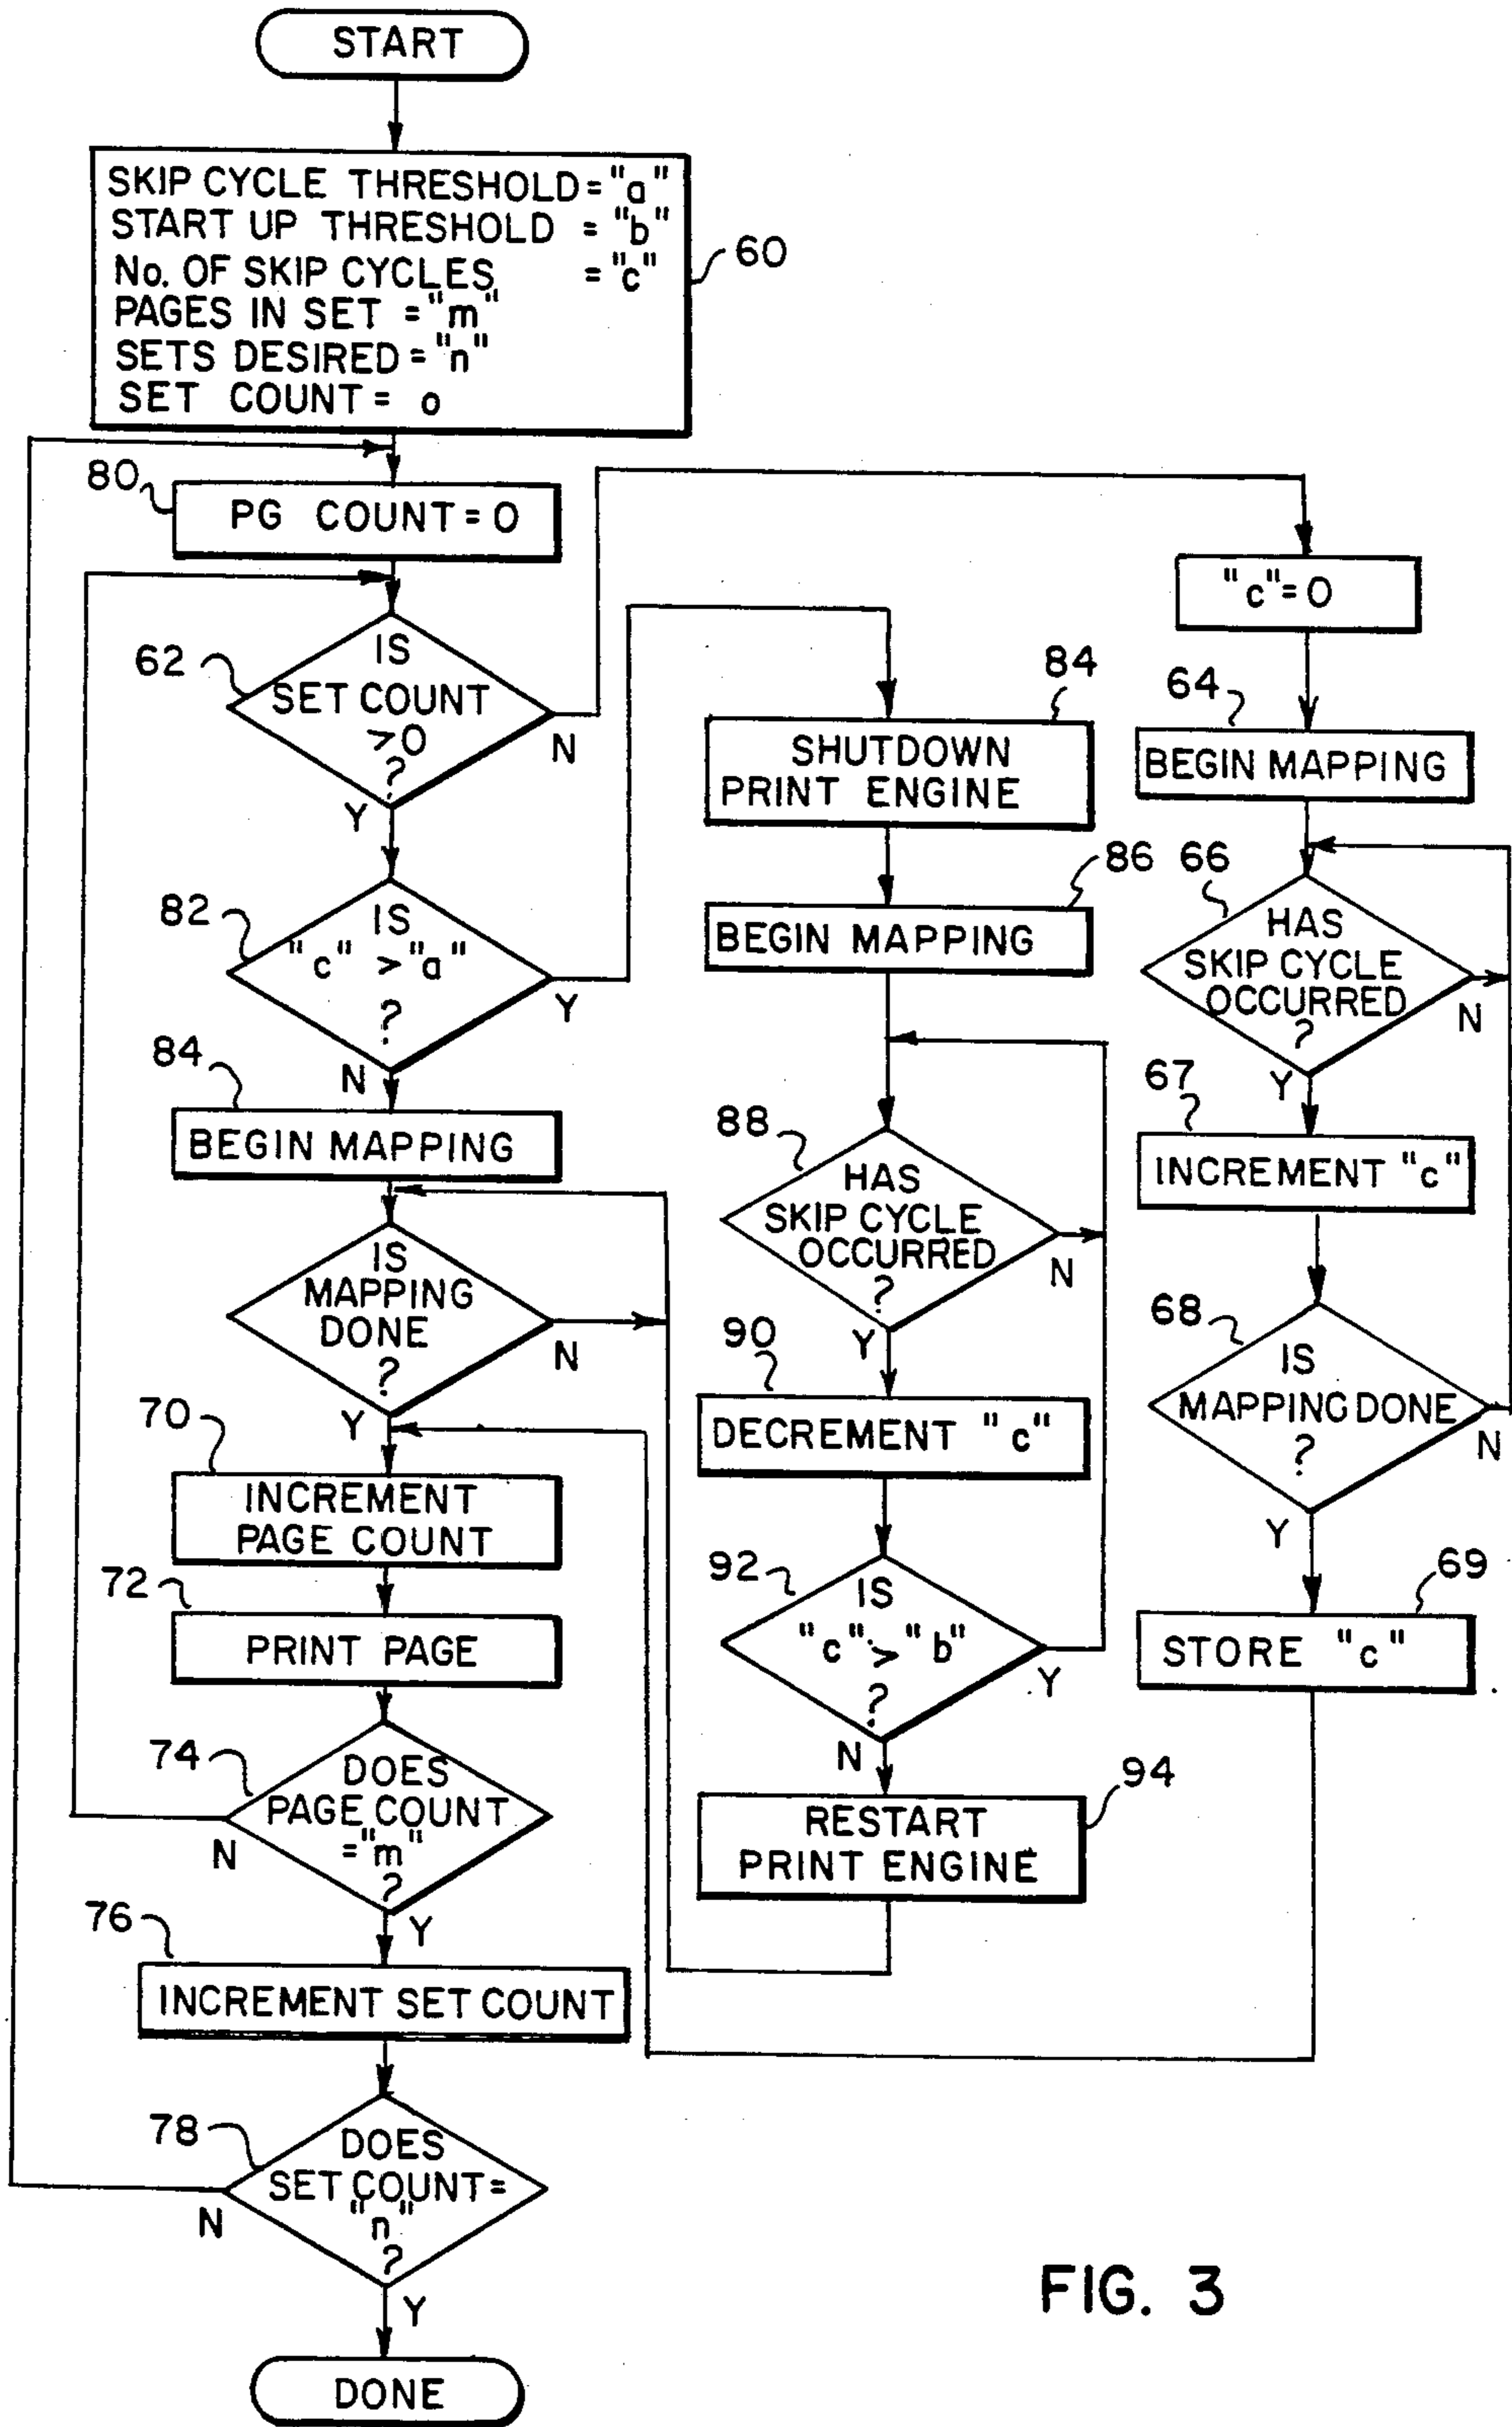 START
SKIP CYCLE THRESHOLD="a"
START UP THRESHOLD ="b"
No. OF SKIP CYCLES ="c"
PAGES IN SET ="m"
SETS DESIRED="n"
SET COUNT= o
60
80
PG COUNT=O
62
IS
SET COUNT
>O
?
N
Y
82
IS
"c" >"a"
?
Y
N
84
BEGIN MAPPING
IS
MAPPING
DONE
?
N
Y
70
INCREMENT
PAGE COUNT
72
PRINT PAGE
74
DOES
PAGE COUNT
="m"
?
N
Y
76
INCREMENT SET COUNT
78
DOES
SET COUNT=
"n"
?
N
Y
DONE
84
SHUTDOWN
PRINT ENGINE
86
BEGIN MAPPING
88
HAS
SKIP CYCLE
OCCURRED
?
N
Y
90
DECREMENT "c"
92
IS
"c" > "b"
?
Y
N
94
RESTART
PRINT ENGINE
"c"=O
64
BEGIN MAPPING
66
HAS
SKIP CYCLE
OCCURRED
?
N
Y
67
INCREMENT "c"
68
IS
MAPPING DONE
?
N
Y
69
STORE "c"
FIG. 3